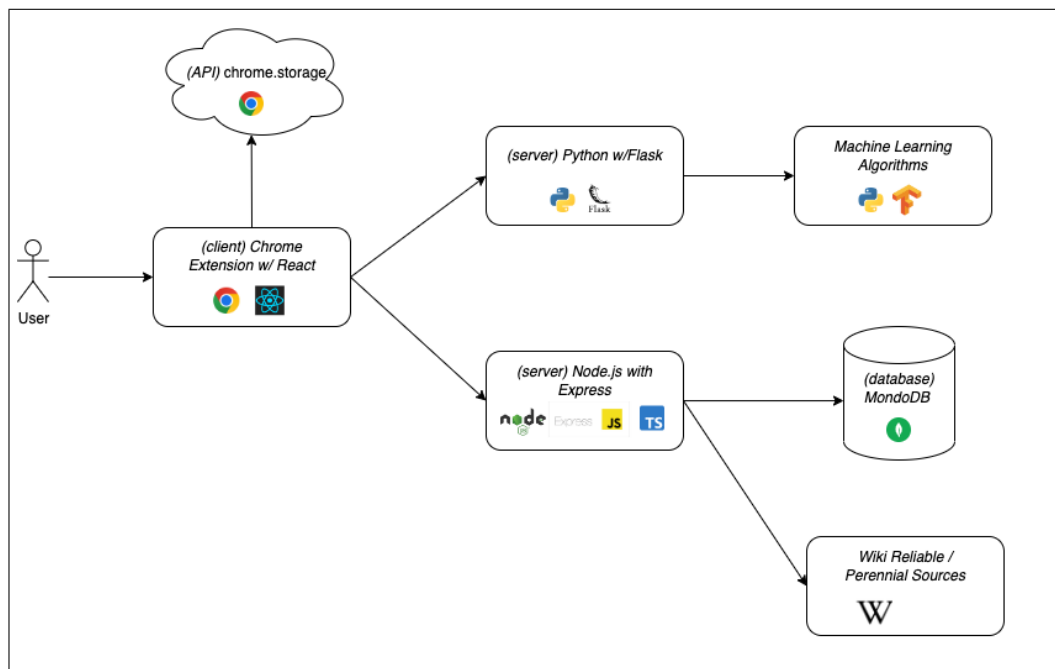 (API) chrome.storage
(server) Python w/Flask
Flask
Machine Learning
Algorithms
(client) Chrome
Extension w/ React
User
(server) Node.js with
Express
node
JS
Express
JS
TS
(database)
MondoDB
Wiki Reliable /
Perennial Sources
W